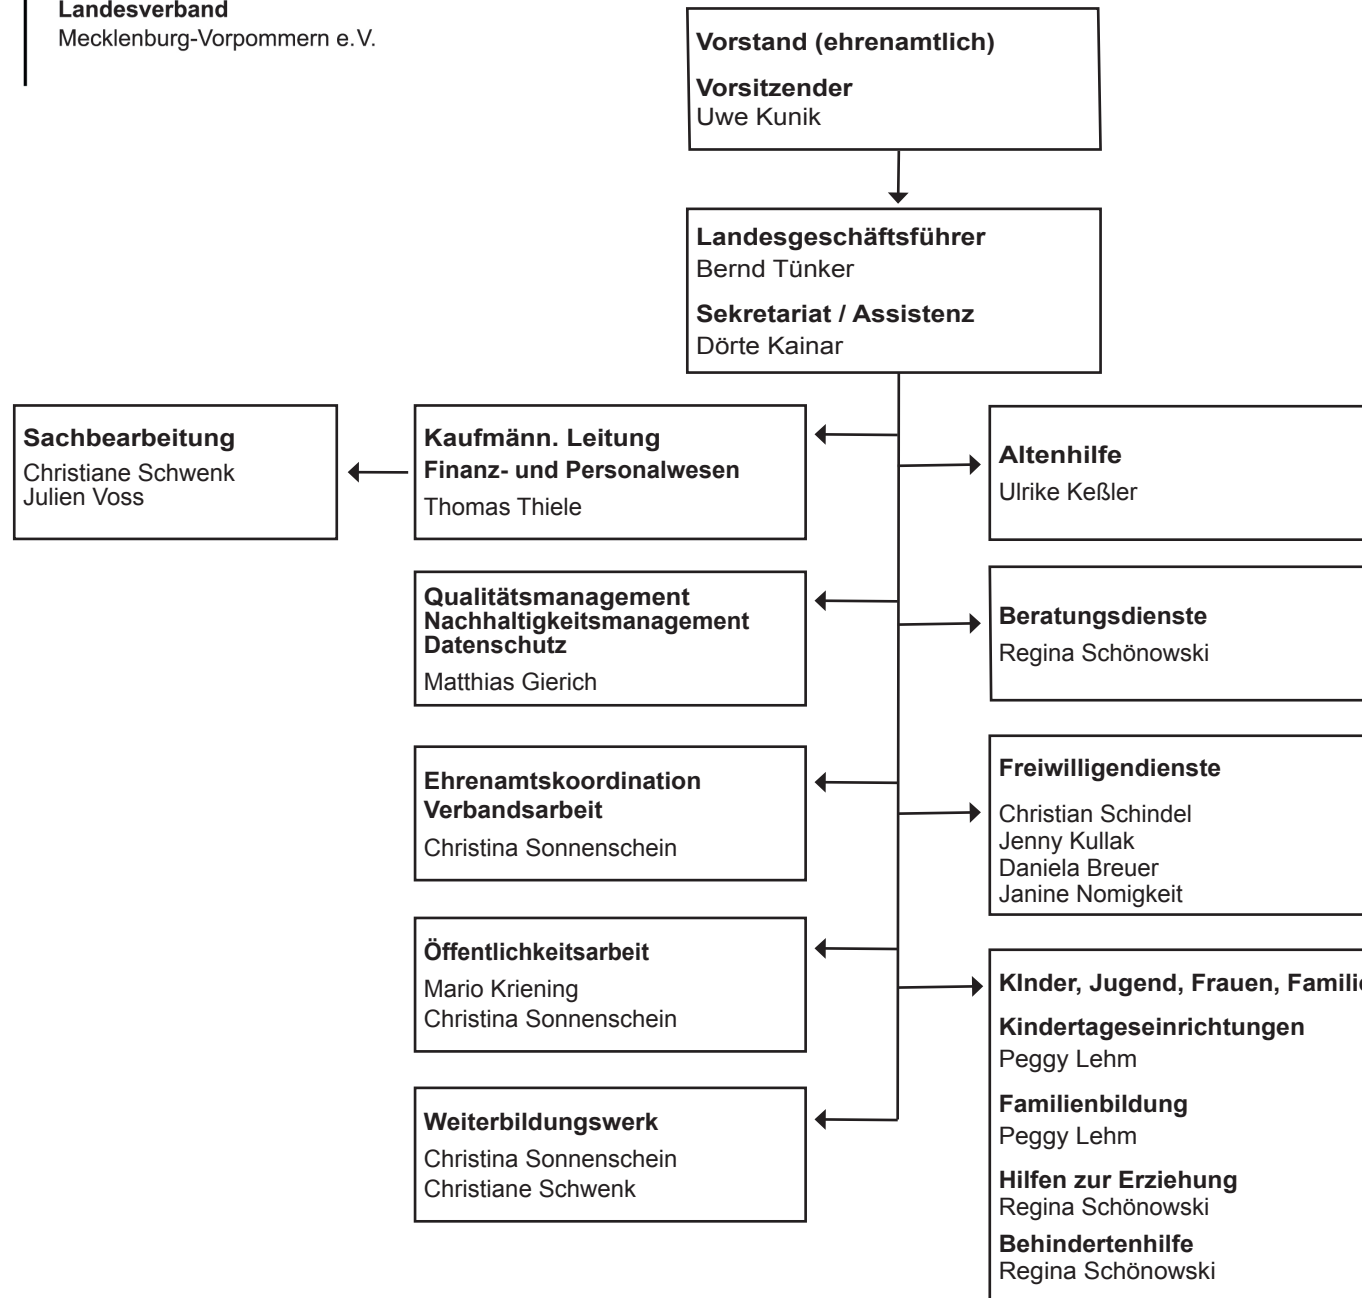 Landesverband
Mecklenburg-Vorpommern e.V.
Vorstand (ehrenamtlich)
Vorsitzender
Uwe Kunik
Landesgeschäftsführer
Bernd Tünker
Sekretariat / Assistenz
Dörte Kainar
Sachbearbeitung
Christiane Schwenk
Julien Voss
Kaufmänn. Leitung
Finanz- und Personalwesen
Thomas Thiele
Qualitätsmanagement
Nachhaltigkeitsmanagement
Datenschutz
Matthias Gierich
Ehrenamtskoordination
Verbandsarbeit
Christina Sonnenschein
Öffentlichkeitsarbeit
Mario Kriening
Christina Sonnenschein
Weiterbildungswerk
Christina Sonnenschein
Christiane Schwenk
Altenhilfe
Ulrike Keßler
Beratungsdienste
Regina Schönowski
Freiwilligendienste
Christian Schindel
Jenny Kullak
Daniela Breuer
Janine Nomigkeit
KInder, Jugend, Frauen, Familie
Kindertageseinrichtungen
Peggy Lehm
Familienbildung
Peggy Lehm
Hilfen zur Erziehung
Regina Schönowski
Behindertenhilfe
Regina Schönowski